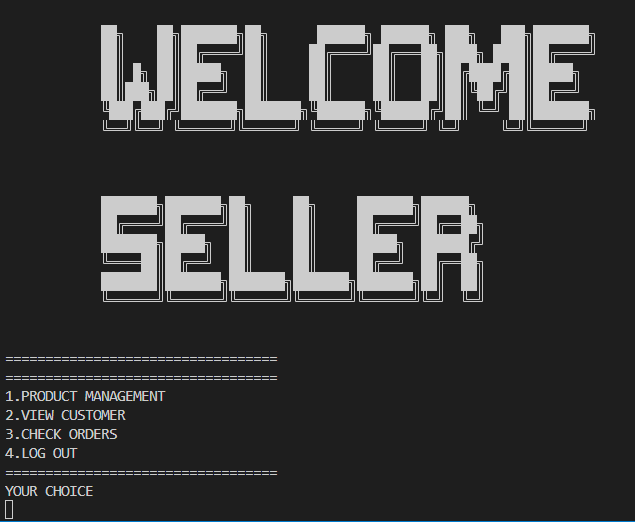 WELCOME
SELLER
==================================
==================================
1.PRODUCT MANAGEMENT
2.VIEW CUSTOMER
3.CHECK ORDERS
4.LOG OUT
==================================
YOUR CHOICE